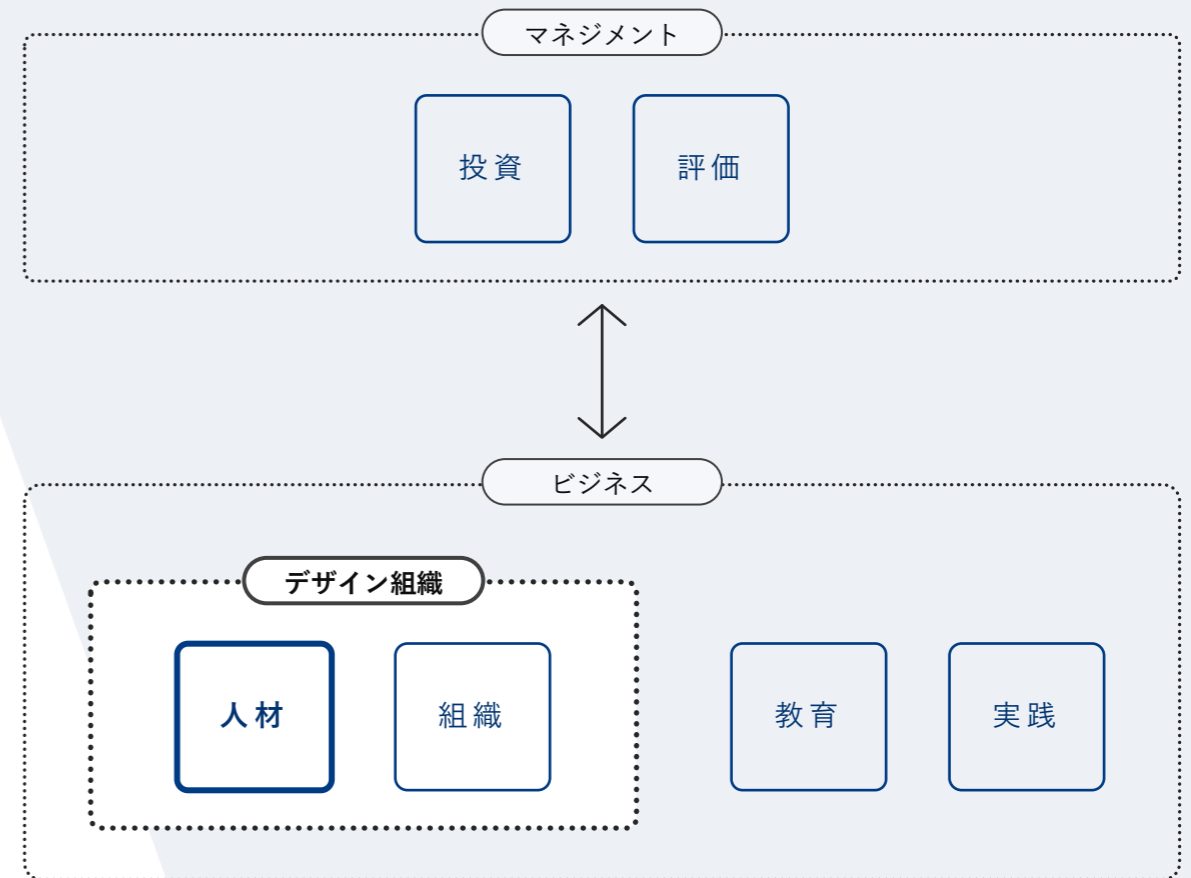 マネジメント
投資
評価
ビジネス
デザイン組織
人材
組織
教育
実践